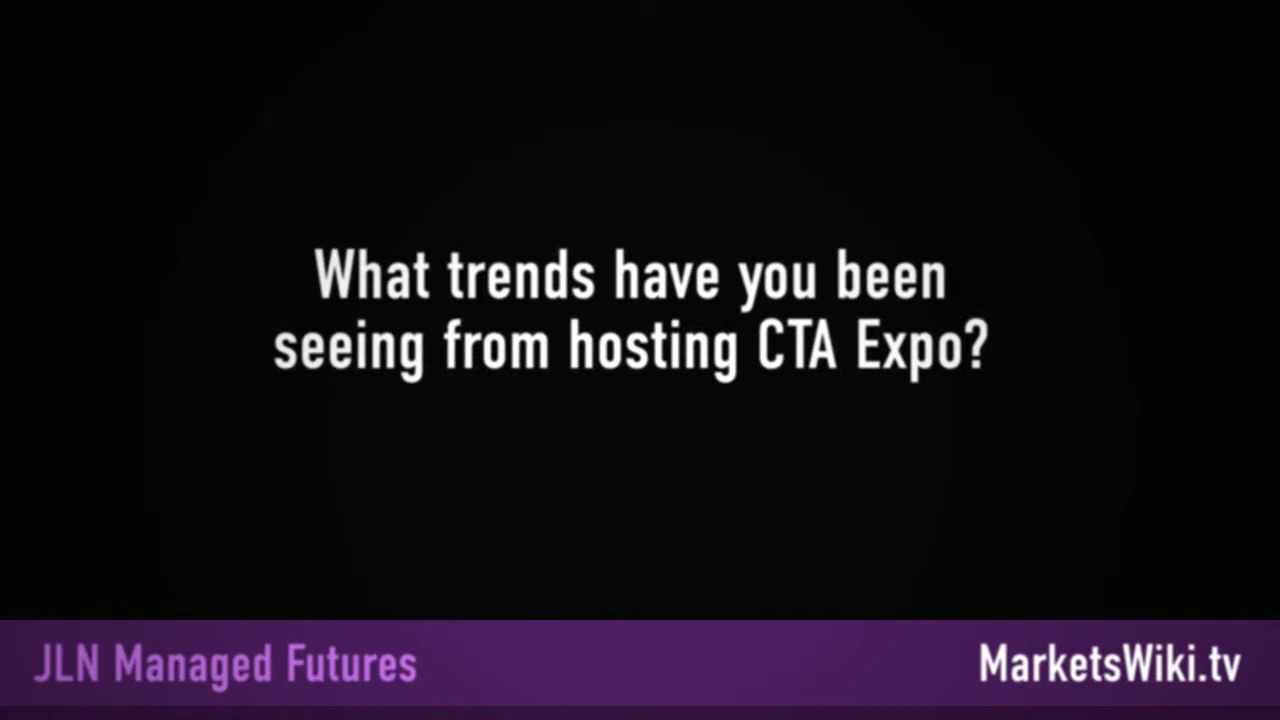 What trends have you been
seeing from hosting CTA Expo?
JLN Managed Futures
MarketsWiki.tv